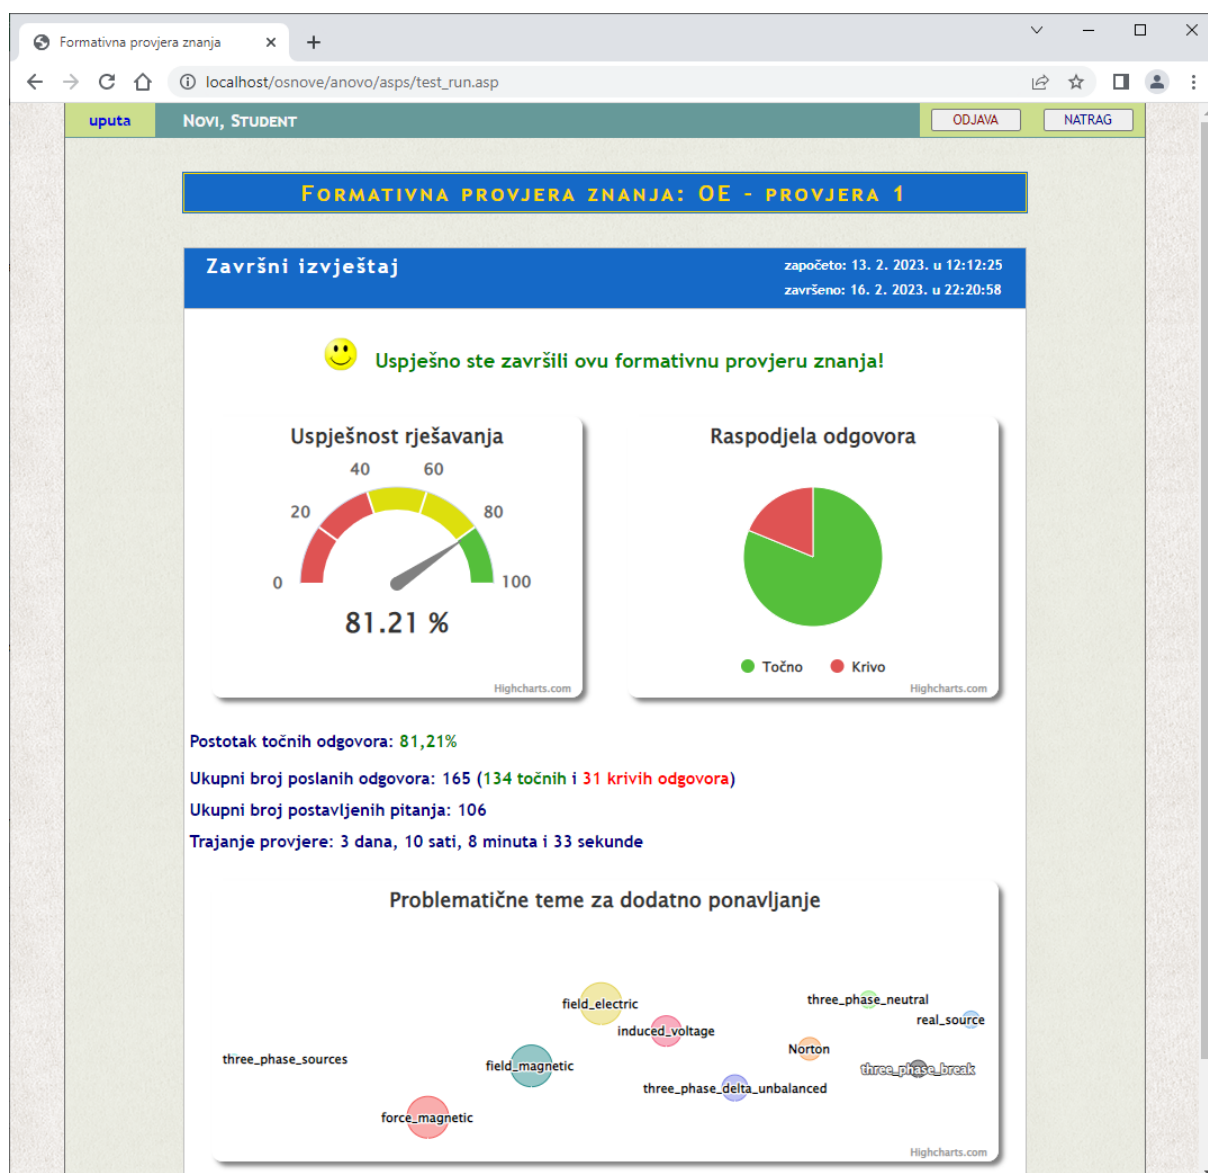 Formativna provjera znanja
localhost/osnove/anovo/asps/test_run.asp
uputa
NOVI, STUDENT
ODJAVA
NATRAG
FORMATIVNA PROVJERA ZNANJA: OE - PROVJERA 1
Završni izvještaj
započeto: 13. 2. 2023. u 12:12:25
završeno: 16. 2. 2023. u 22:20:58
Uspješno ste završili ovu formativnu provjeru znanja!
Uspješnost rješavanja
0
20
40
60
80
100
81.21 %
Highcharts.com
Raspodjela odgovora
Točno
Krivo
Highcharts.com
Postotak točnih odgovora: 81,21%
Ukupni broj poslanih odgovora: 165 (134 točnih i 31 krivih odgovora)
Ukupni broj postavljenih pitanja: 106
Trajanje provjere: 3 dana, 10 sati, 8 minuta i 33 sekunde
Problematične teme za dodatno ponavljanje
field_electric
three_phase_neutral
real_source
induced_voltage
Norton
three_phase_sources
field_magnetic
three_phase_break
three_phase_delta_unbalanced
force_magnetic
Highcharts.com